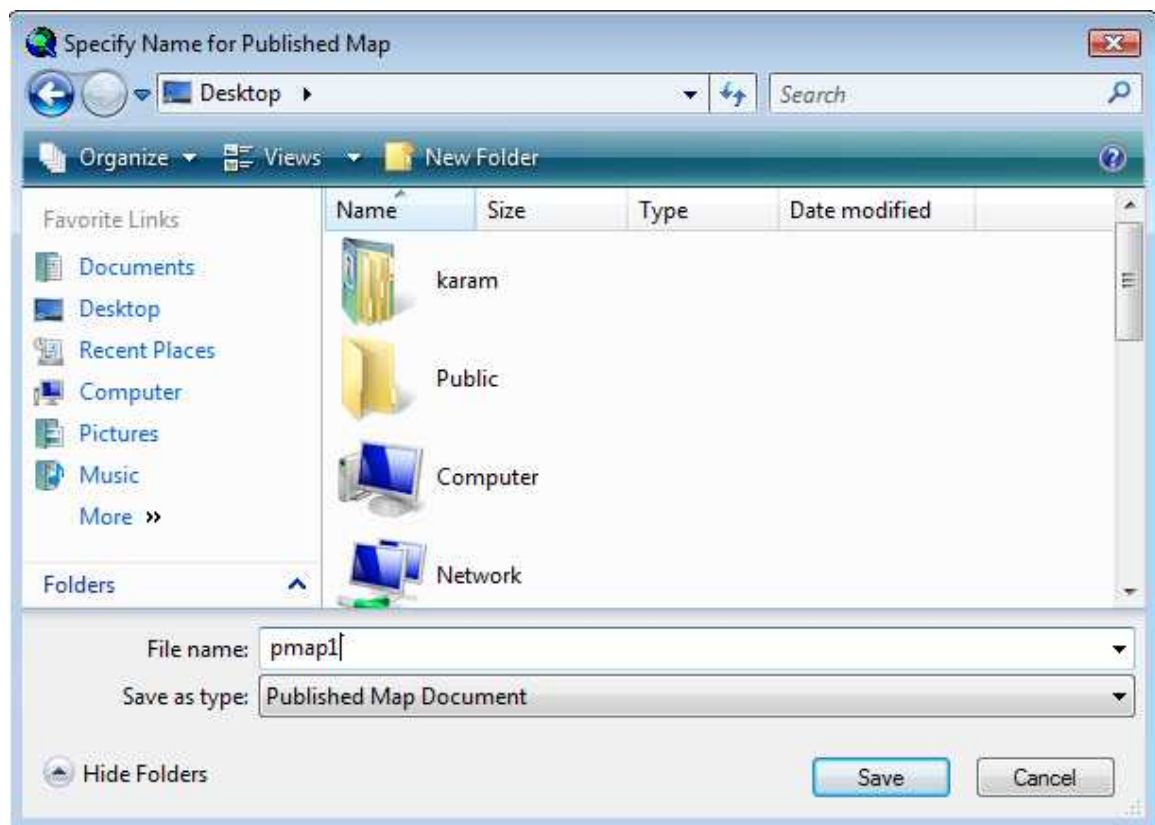 Specify Name for Published Map
Desktop
Search
Organize Views New Folder
Favorite Links
Documents
Desktop
Recent Places
Computer
Pictures
Music
More »
Folders
Name Size Type Date modified
karam
Public
Computer
Network
File name: pmap1
Save as type: Published Map Document
Hide Folders
Save Cancel